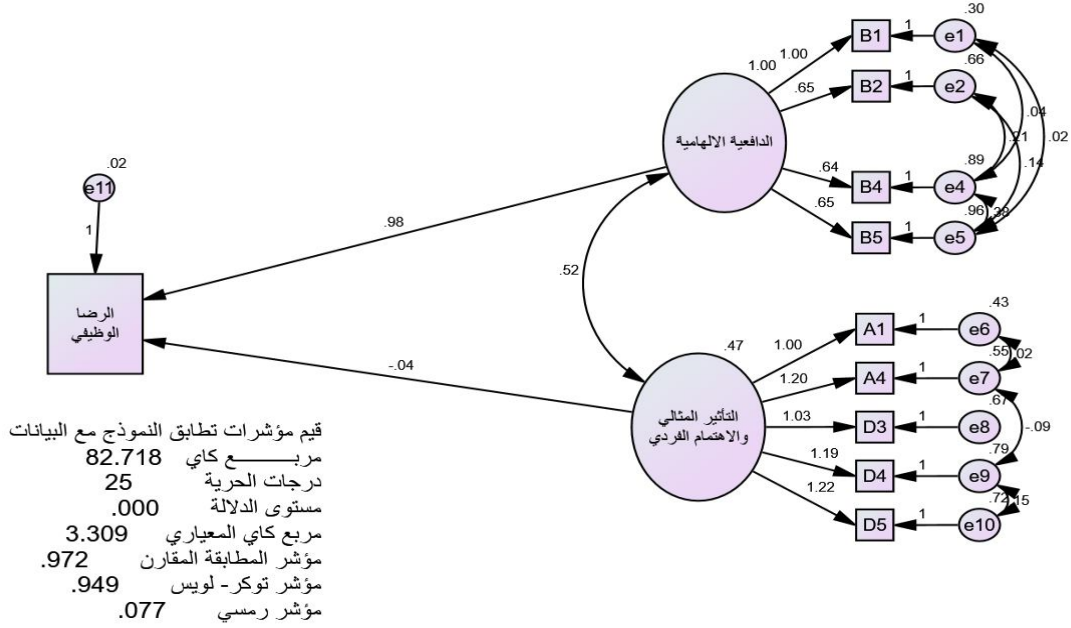 .30
B1 1 e1
1.00
1.00
.66
.65
B2 1 e2
.04
.21
.02
الدافعية الالهامية
.14
.89
.64
B4 1 e4
.02
e11
.65
.96
.38
B5 1 e5
1
.98
.52
الرضا
الوظيفي
.43
A1 1 e6
.47
1.00
.55
.02
-.04
1.20
A4 1 e7
.67
التأثير المثالي
والاهتمام الفردي
1.03
D3 1 e8
-.09
.79
1.19
D4 1 e9
1.22
.72
.15
D5 1 e10
قيم مؤشرات تطابق النموذج مع البيانات
مربــــــع كاي 82.718
درجات الحرية 25
مستوى الدلالة .000
مربع كاي المعياري 3.309
مؤشر المطابقة المقارن .972
مؤشر توكر- لويس .949
مؤشر رمسي .077